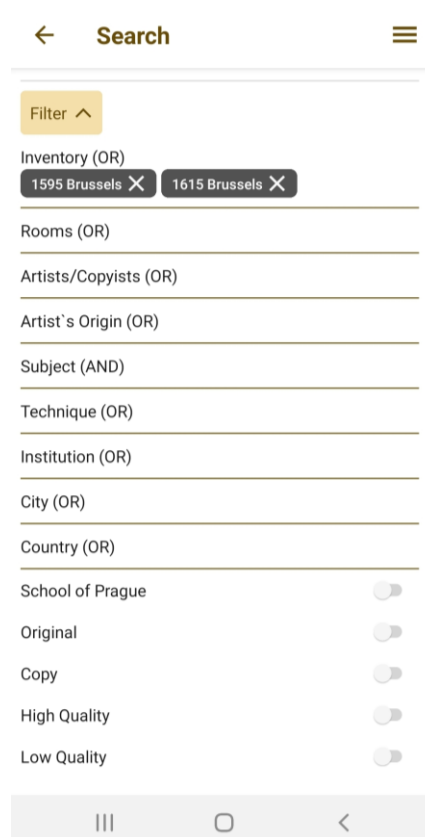 Search
Filter
Inventory (OR)
1595 Brussels 1615 Brussels
Rooms (OR)
Artists/Copyists (OR)
Artist`s Origin (OR)
Subject (AND)
Technique (OR)
Institution (OR)
City (OR)
Country (OR)
School of Prague
Original
Copy
High Quality
Low Quality